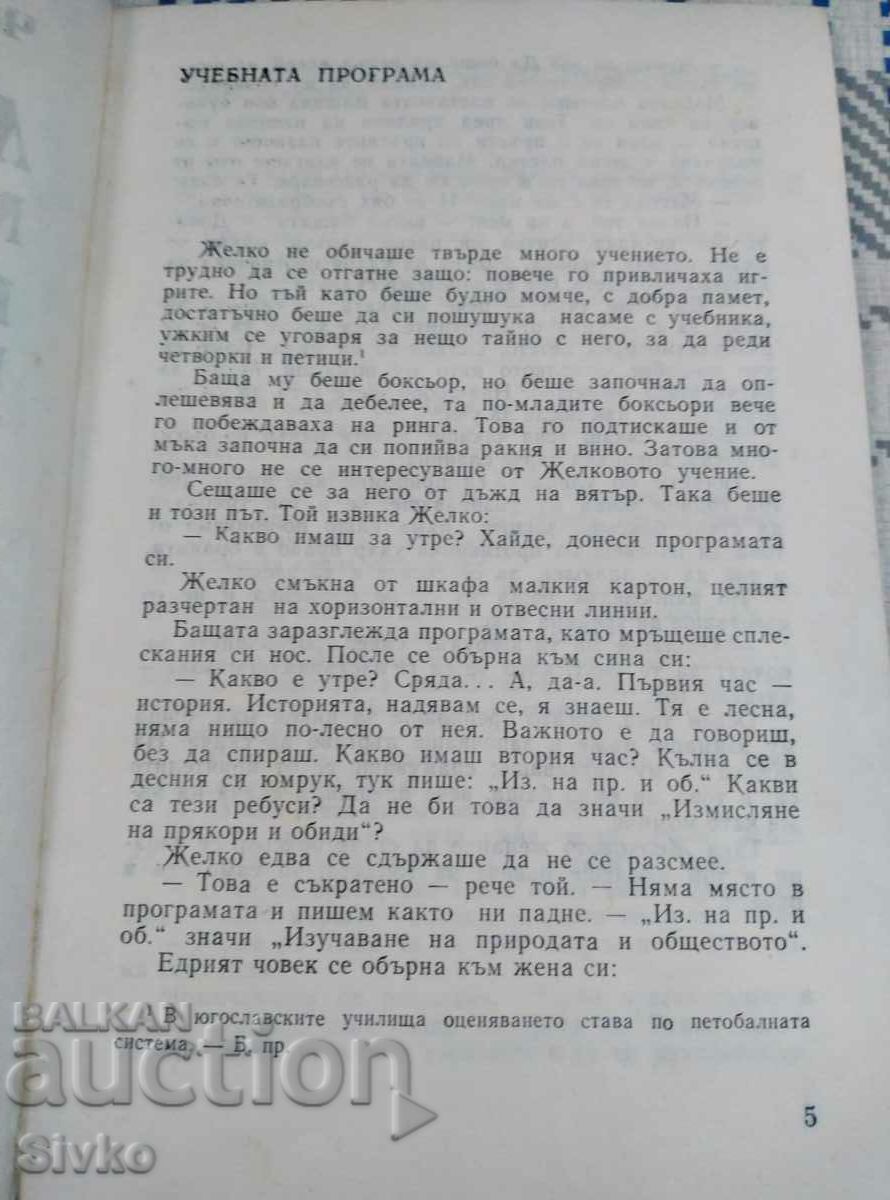 УЧЕБНАТА ПРОГРАМА
Желко не обичаше твърде много учението. Не е
трудно да се отгатне защо: повече го привличаха иг-
рите. Но тъй като беше будно момче, с добра памет,
достатъчно беше да си пошушука насаме с учебника,
ужким се уговаря за нещо тайно с него, за да реди
четворки и петици.¹
Баща му беше боксьор, но беше започнал да оп-
лешевява и да дебелее, та по-младите боксьори вече
го побеждаваха на ринга. Това го подтискаше и от
мъка започна да си попийва ракия и вино. Затова мно-
го-много не се интересуваше от Желковото учение.
Сещаше се за него от дъжд на вятър. Така беше
и този път. Той извика Желко:
— Какво имаш за утре? Хайде, донеси програмата
си.
Желко смъкна от шкафа малкия картон, целият
разчертан на хоризонтални и отвесни линии.
Бащата заразглежда програмата, като мръщеше спле-
скания си нос. После се обърна към сина си:
— Какво е утре? Сряда... А, да-а. Първия час —
история. Историята, надявам се, я знаеш. Тя е лесна,
няма нищо по-лесно от нея. Важното е да говориш,
без да спираш. Какво имаш втория час? Кълна се в
десния си юмрук, тук пише: „Из. на пр. и об.“ Какви
са тези ребуси? Да не би това да значи „Измисляне
на прякори и обиди“?
Желко едва се сдържаше да не се разсмее.
— Това е съкратено — рече той. — Няма място в
програмата и пишем както ни падне. — „Из. на пр. и
об.“ значи „Изучаване на природата и обществото“.
Едрият човек се обърна към жена си:
¹ В югославските училища оценяването става по петобалната
система. — Б. пр
5
BALKAN
auction
Sivko